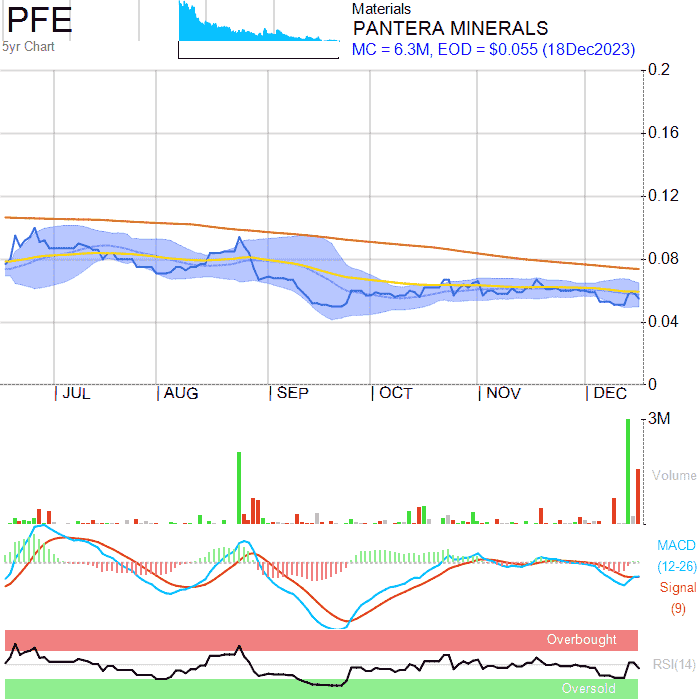 PFE
5yr Chart
Materials
PANTERA MINERALS
MC = 6.3M, EOD = $0.055 (18Dec2023)
0.2
0.16
0.12
0.08
0.04
0
JUL AUG SEP OCT NOV DEC
3M
Volume
MACD
(12-26)
Signal
(9)
Overbought
RSI(14)
Oversold